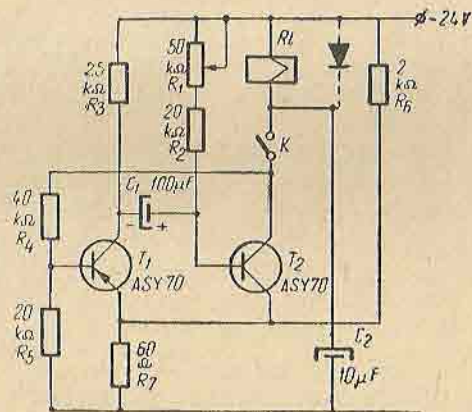 -24V
50
kΩ
R1
Rl
25
kΩ
R3
2
kΩ
R6
20
kΩ
R2
K
C1 100µF
- +
40
kΩ
R4
T1
ASY70
T2
ASY70
20
kΩ
R5
60
Ω
R7
C2
10µF